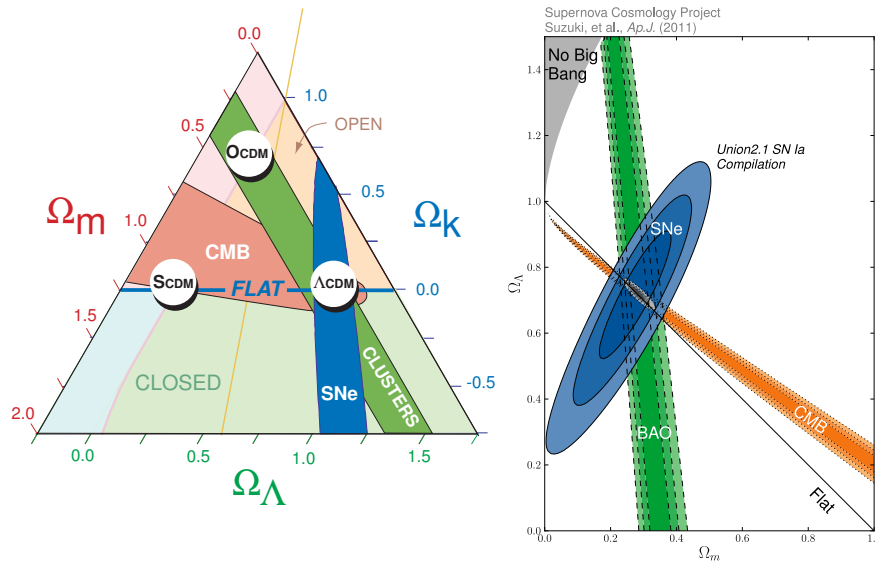 0.0
0.5
1.0
1.5
2.0
Ωm
OPEN
OCDM
CMB
SCDM
FLAT
ΛCDM
CLOSED
SNe
CLUSTERS
1.0
0.5
0.0
-0.5
Ωk
0.0
0.5
1.0
1.5
ΩΛ
Supernova Cosmology Project
Suzuki, et al., Ap.J. (2011)
No Big
Bang
Union2.1 SN Ia
Compilation
SNe
BAO
CMB
Flat
1.4
1.2
1.0
0.8
0.6
0.4
0.2
0.0
ΩΛ
0.0
0.2
0.4
0.6
0.8
1.
Ωm